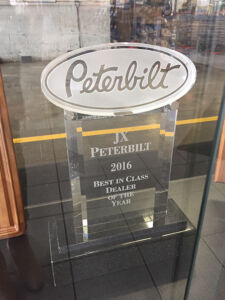 Peterbilt
JX
PETERBILT
2016
BEST IN CLASS
DEALER
OF THE
YEAR